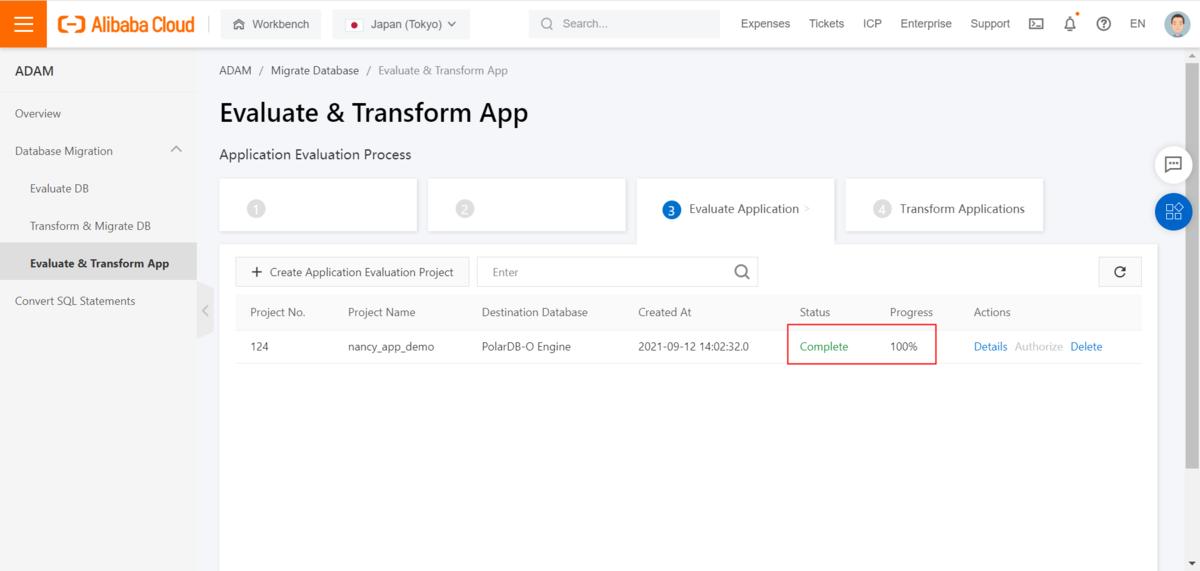 Alibaba Cloud
Workbench
Japan (Tokyo)
Search...
Expenses
Tickets
ICP
Enterprise
Support
EN
ADAM
Overview
Database Migration
Evaluate DB
Transform & Migrate DB
Evaluate & Transform App
Convert SQL Statements
ADAM / Migrate Database / Evaluate & Transform App
Evaluate & Transform App
Application Evaluation Process
1
2
3 Evaluate Application >
4 Transform Applications
+ Create Application Evaluation Project
Enter
Project No. Project Name Destination Database Created At Status Progress Actions
124 nancy_app_demo PolarDB-O Engine 2021-09-12 14:02:32.0 Complete 100% Details Authorize Delete